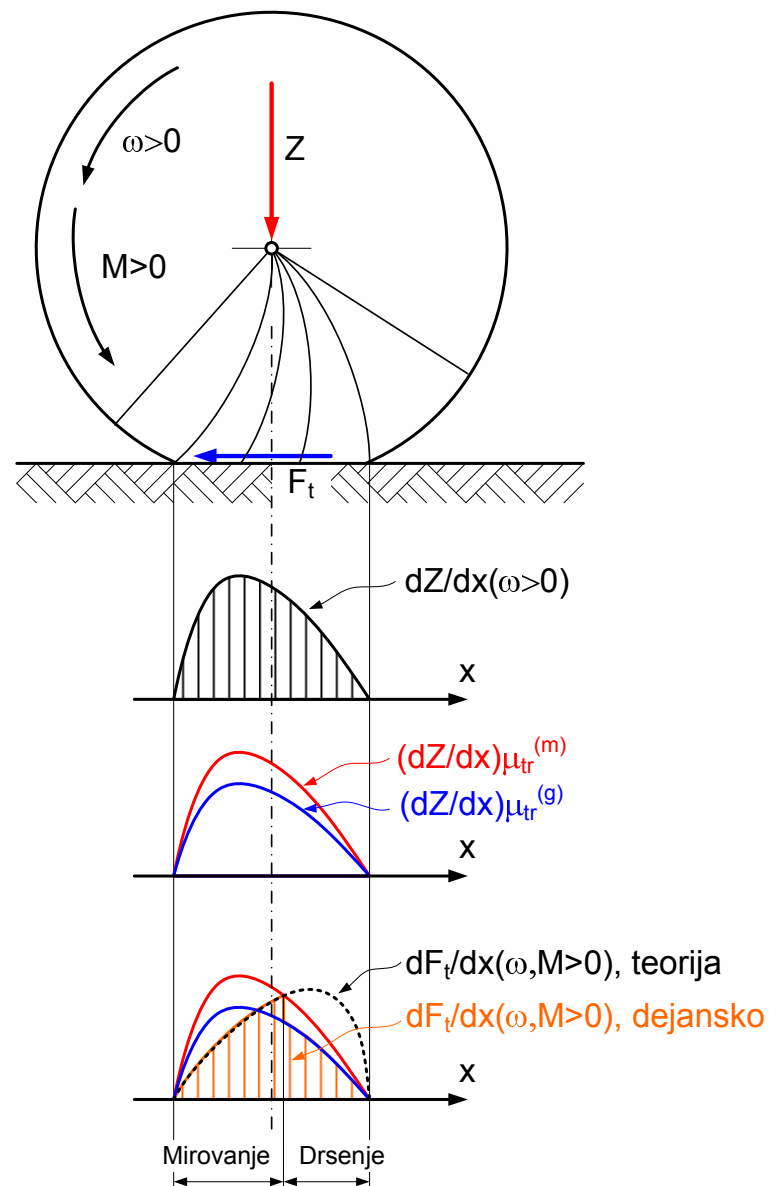 ω>0
Z
M>0
Fₜ
dZ/dx(ω>0)
x
(dZ/dx)μₜᵣ⁽ᵐ⁾
(dZ/dx)μₜᵣ⁽ᵍ⁾
x
dFₜ/dx(ω,M>0), teorija
dFₜ/dx(ω,M>0), dejansko
x
Mirovanje
Drsenje